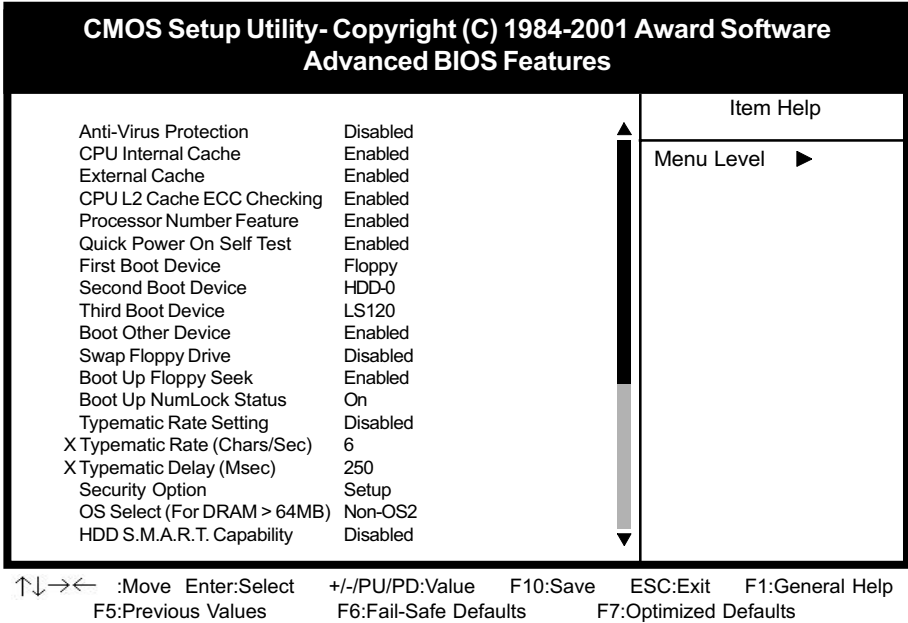 CMOS Setup Utility- Copyright (C) 1984-2001 Award Software
Advanced BIOS Features
Anti-Virus Protection Disabled
CPU Internal Cache Enabled
External Cache Enabled
CPU L2 Cache ECC Checking Enabled
Processor Number Feature Enabled
Quick Power On Self Test Enabled
First Boot Device Floppy
Second Boot Device HDD-0
Third Boot Device LS120
Boot Other Device Enabled
Swap Floppy Drive Disabled
Boot Up Floppy Seek Enabled
Boot Up NumLock Status On
Typematic Rate Setting Disabled
X Typematic Rate (Chars/Sec) 6
X Typematic Delay (Msec) 250
Security Option Setup
OS Select (For DRAM > 64MB) Non-OS2
HDD S.M.A.R.T. Capability Disabled
Item Help
Menu Level ▶
↑↓→← :Move Enter:Select +/-/PU/PD:Value F10:Save ESC:Exit F1:General Help
F5:Previous Values F6:Fail-Safe Defaults F7:Optimized Defaults